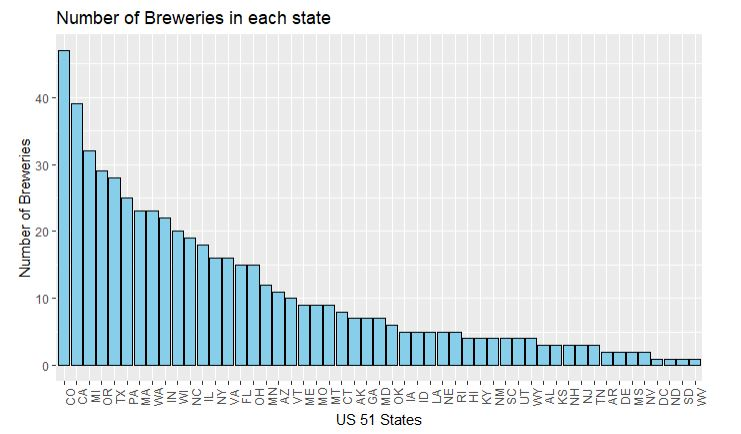 Number of Breweries in each state
Number of Breweries
40
30
20
10
0
CO CA MI OR TX PA MA WA IN WI NC IL NY VA FL OH MN AZ VT ME MO MT CT AK GA MD OK IA ID LA NE RI HI KY NM SC UT WY AL KS NH NJ TN AR DE MS NV DC ND SD WV
US 51 States